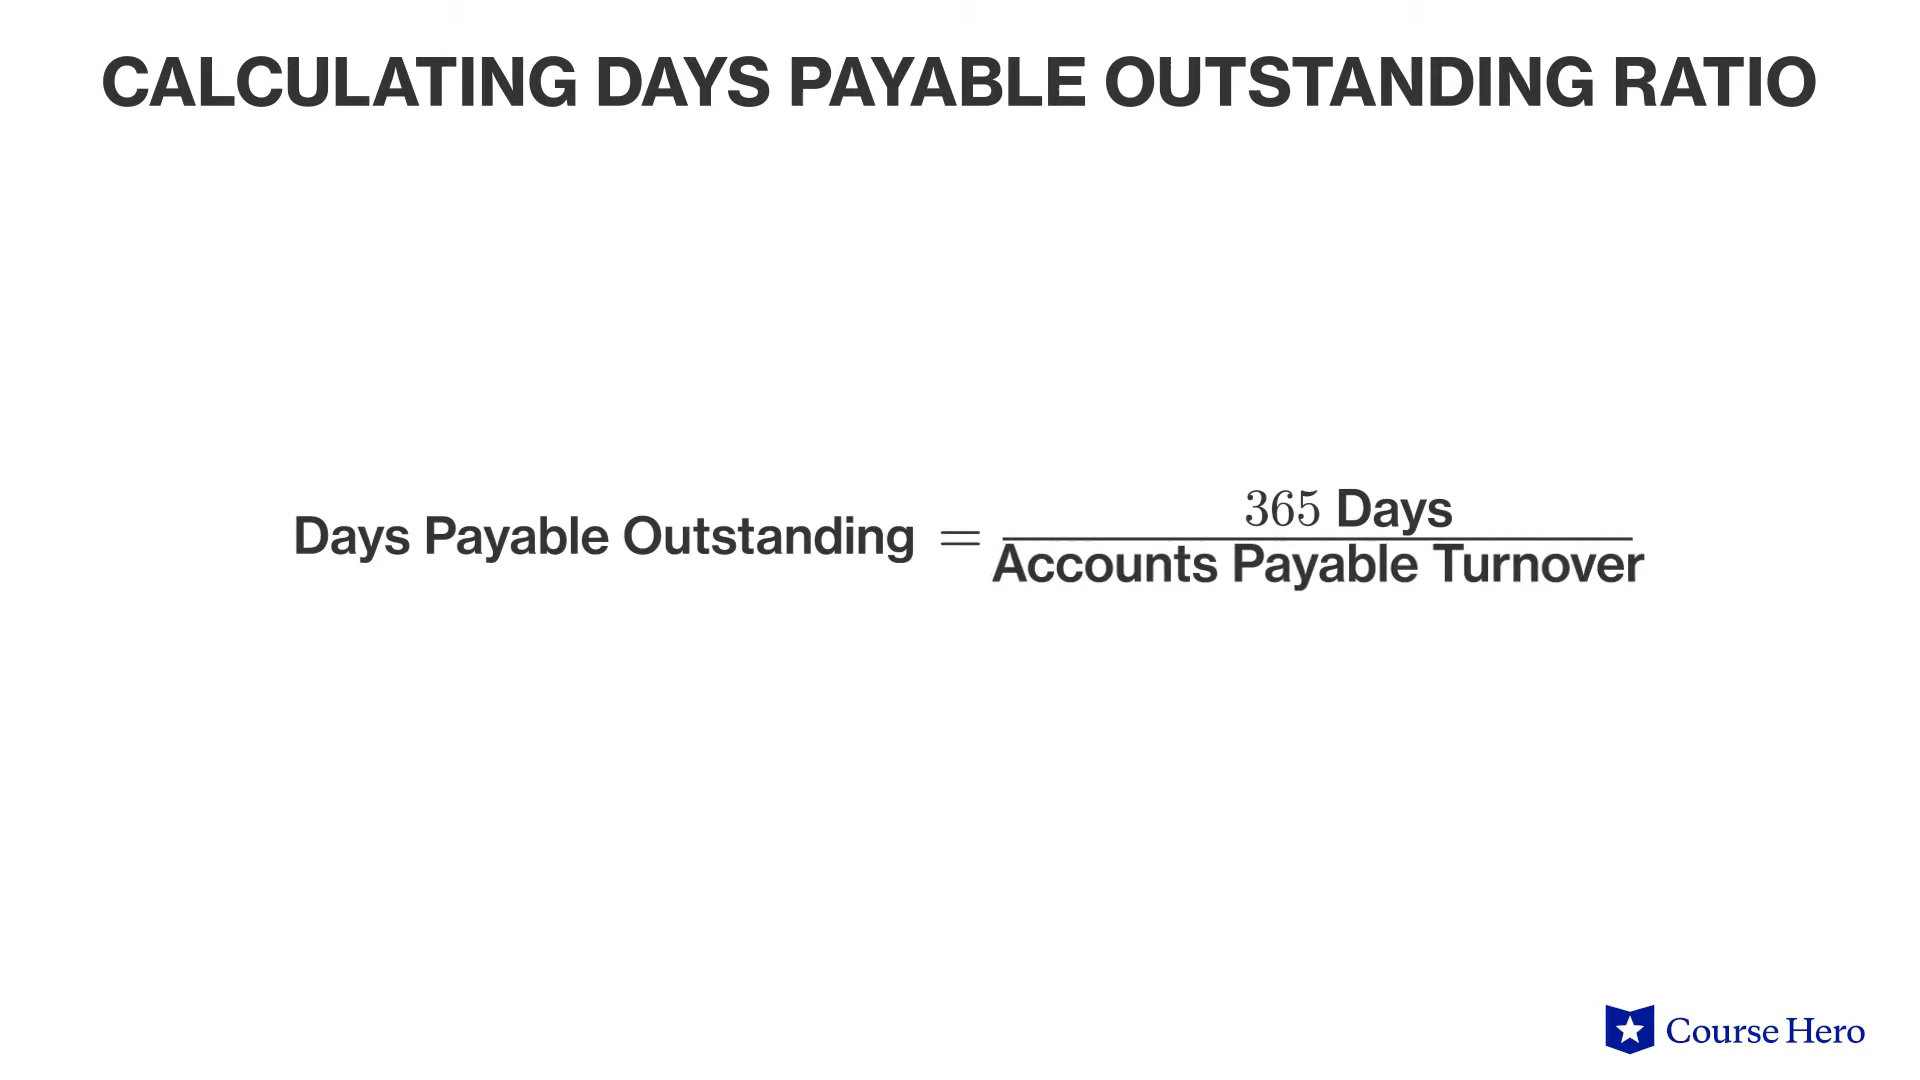 CALCULATING DAYS PAYABLE OUTSTANDING RATIO
Days Payable Outstanding = 365 Days
Accounts Payable Turnover
Course Hero